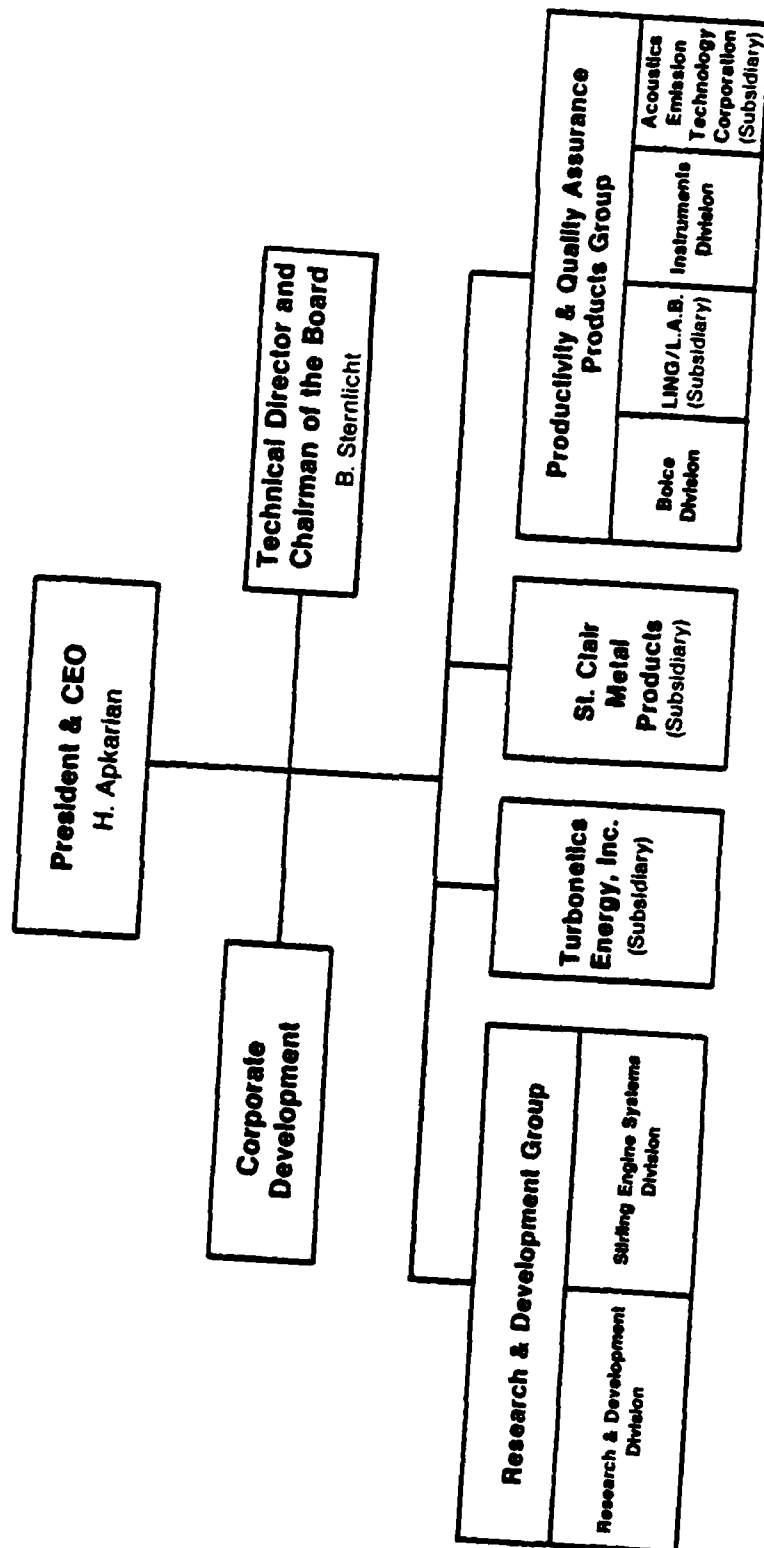 President & CEO
H. Apkarian
Corporate
Development
Technical Director and
Chairman of the Board
B. Sternlicht
Research & Development Group
Research & Development
Division
Stirling Engine Systems
Division
Turbonetics
Energy, Inc.
(Subsidiary)
St. Clair
Metal
Products
(Subsidiary)
Productivity & Quality Assurance
Products Group
Boice
Division
LING/L.A.B.
(Subsidiary)
Instruments
Division
Acoustics
Emission
Technology
Corporation
(Subsidiary)